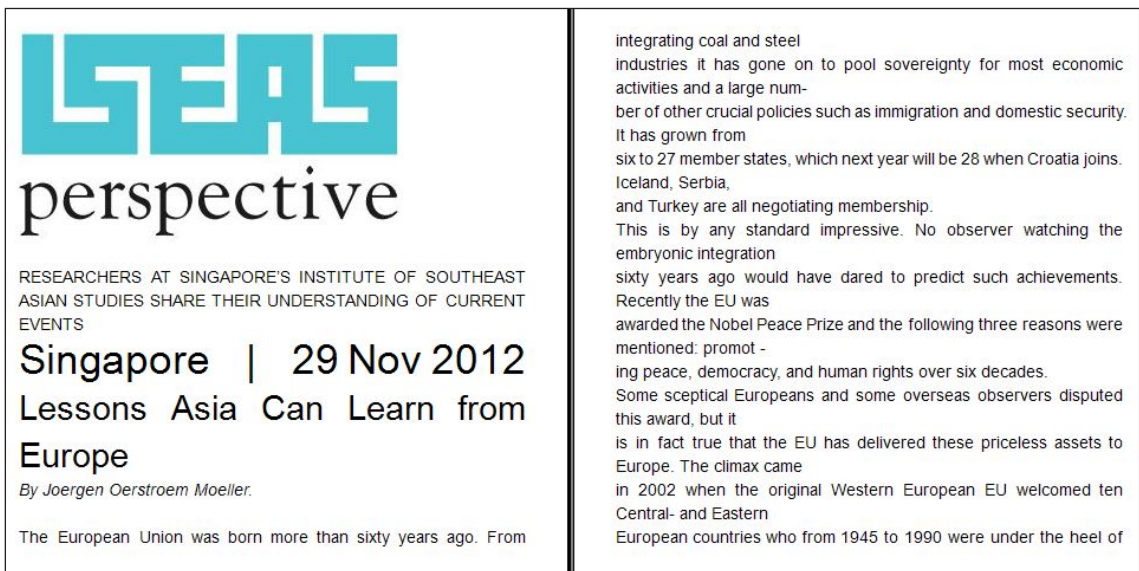 ISEAS
perspective
RESEARCHERS AT SINGAPORE'S INSTITUTE OF SOUTHEAST
ASIAN STUDIES SHARE THEIR UNDERSTANDING OF CURRENT
EVENTS
Singapore | 29 Nov 2012
Lessons Asia Can Learn from
Europe
By Joergen Oerstroem Moeller.
The European Union was born more than sixty years ago. From
integrating coal and steel
industries it has gone on to pool sovereignty for most economic
activities and a large num-
ber of other crucial policies such as immigration and domestic security.
It has grown from
six to 27 member states, which next year will be 28 when Croatia joins.
Iceland, Serbia,
and Turkey are all negotiating membership.
This is by any standard impressive. No observer watching the
embryonic integration
sixty years ago would have dared to predict such achievements.
Recently the EU was
awarded the Nobel Peace Prize and the following three reasons were
mentioned: promot -
ing peace, democracy, and human rights over six decades.
Some sceptical Europeans and some overseas observers disputed
this award, but it
is in fact true that the EU has delivered these priceless assets to
Europe. The climax came
in 2002 when the original Western European EU welcomed ten
Central- and Eastern
European countries who from 1945 to 1990 were under the heel of